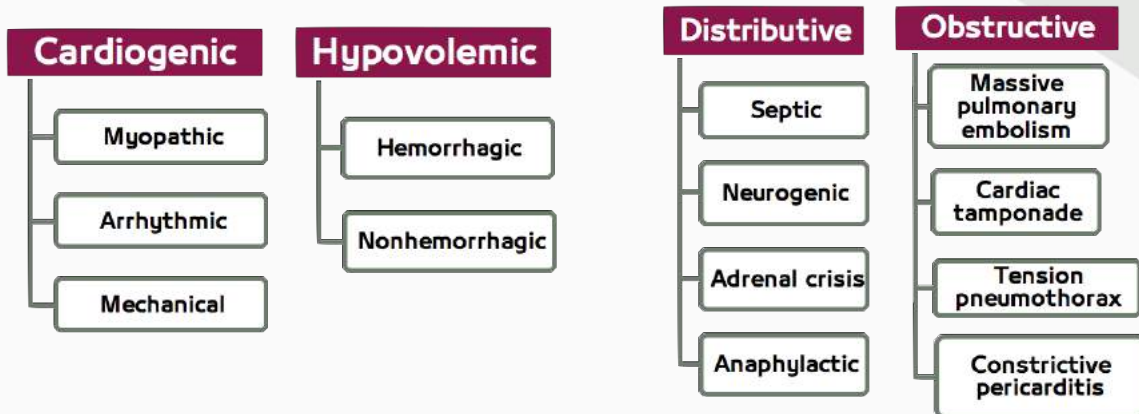 Cardiogenic
Myopathic
Arrhythmic
Mechanical
Hypovolemic
Hemorrhagic
Nonhemorrhagic
Distributive
Septic
Neurogenic
Adrenal crisis
Anaphylactic
Obstructive
Massive
pulmonary
embolism
Cardiac
tamponade
Tension
pneumothorax
Constrictive
pericarditis